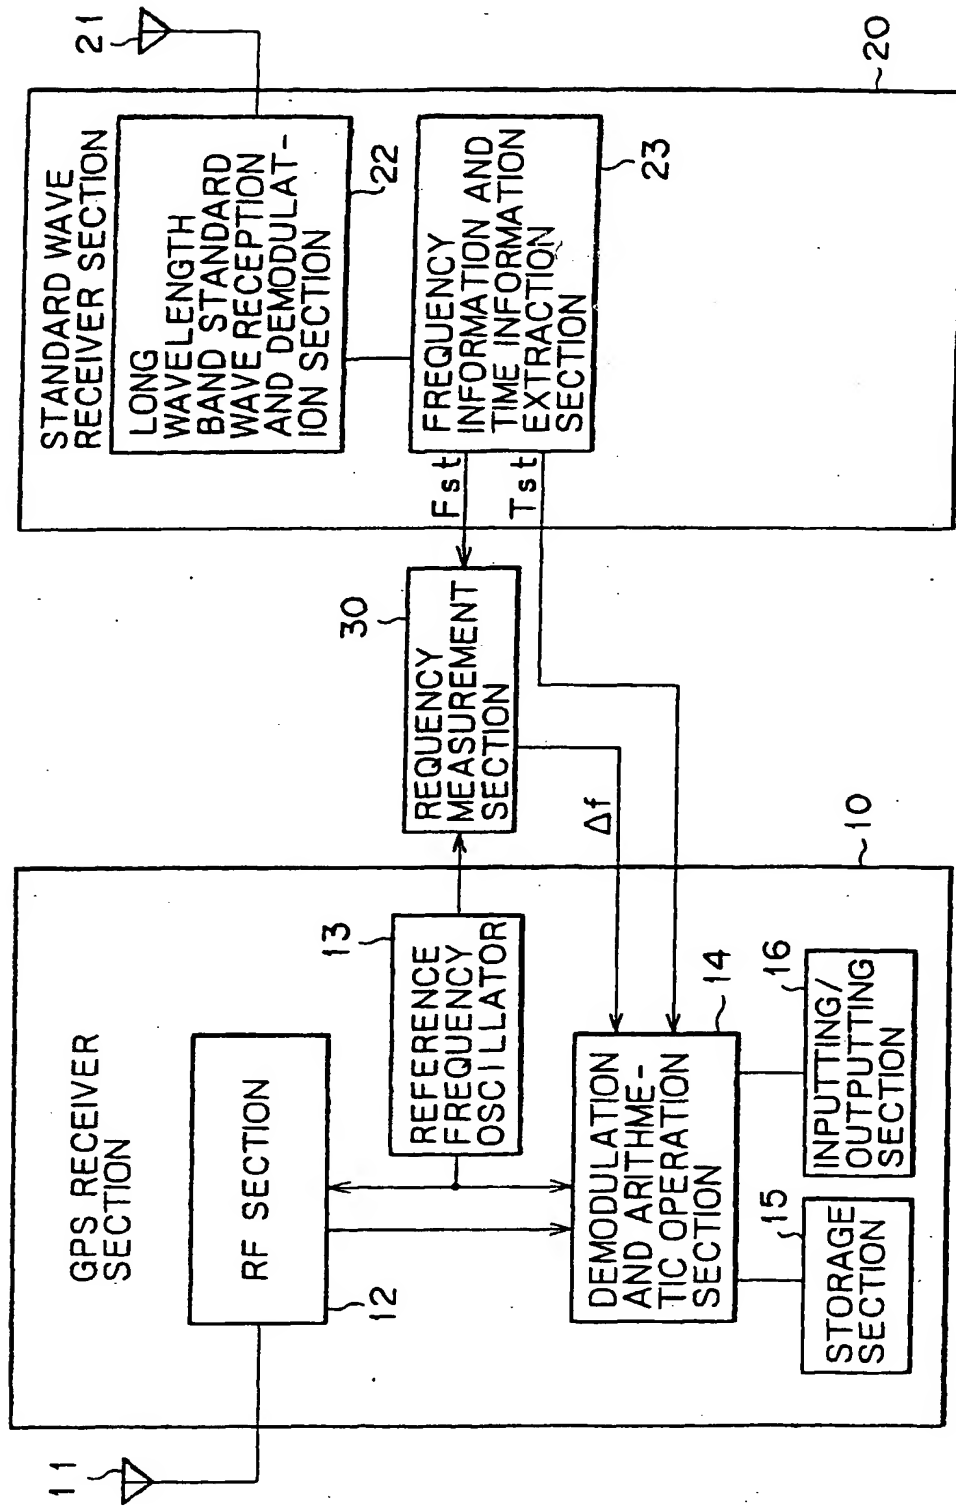 11
GPS RECEIVER
SECTION
RF SECTION
12
13
REFERENCE
FREQUENCY
OSCILLATOR
DEMODULATION
AND ARITHME-
TIC OPERATION
SECTION
14
15
STORAGE
SECTION
16
INPUTTING/
OUTPUTTING
SECTION
10
30
REQUENCY
MEASUREMENT
SECTION
Δf
STANDARD WAVE
RECEIVER SECTION
21
LONG
WAVELENGTH
BAND STANDARD
WAVE RECEPTION
AND DEMODULAT-
ION SECTION
22
FREQUENCY
INFORMATION AND
TIME INFORMATION
EXTRACTION
SECTION
23
Fst
Tst
20